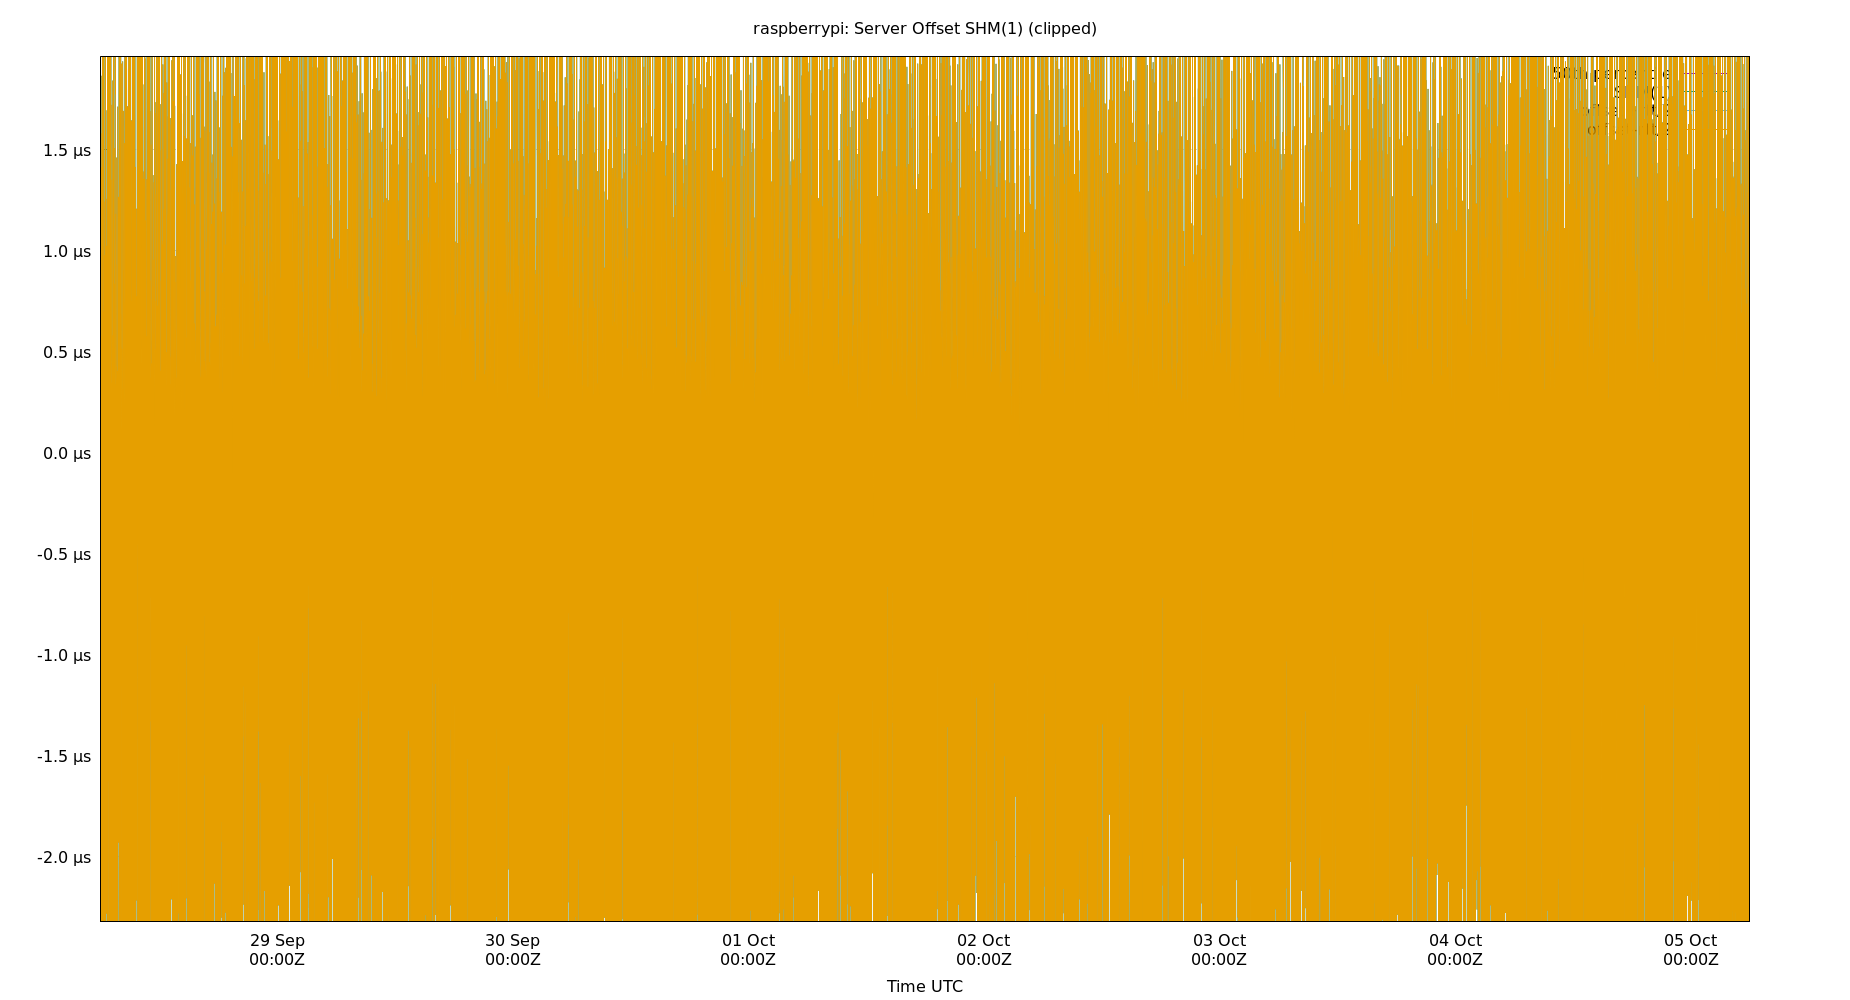 raspberrypi: Server Offset SHM(1) (clipped)
1.5 µs
1.0 µs
0.5 µs
0.0 µs
-0.5 µs
-1.0 µs
-1.5 µs
-2.0 µs
29 Sep 30 Sep 01 Oct 02 Oct 03 Oct 04 Oct 05 Oct
00:00Z 00:00Z 00:00Z 00:00Z 00:00Z 00:00Z 00:00Z
Time UTC